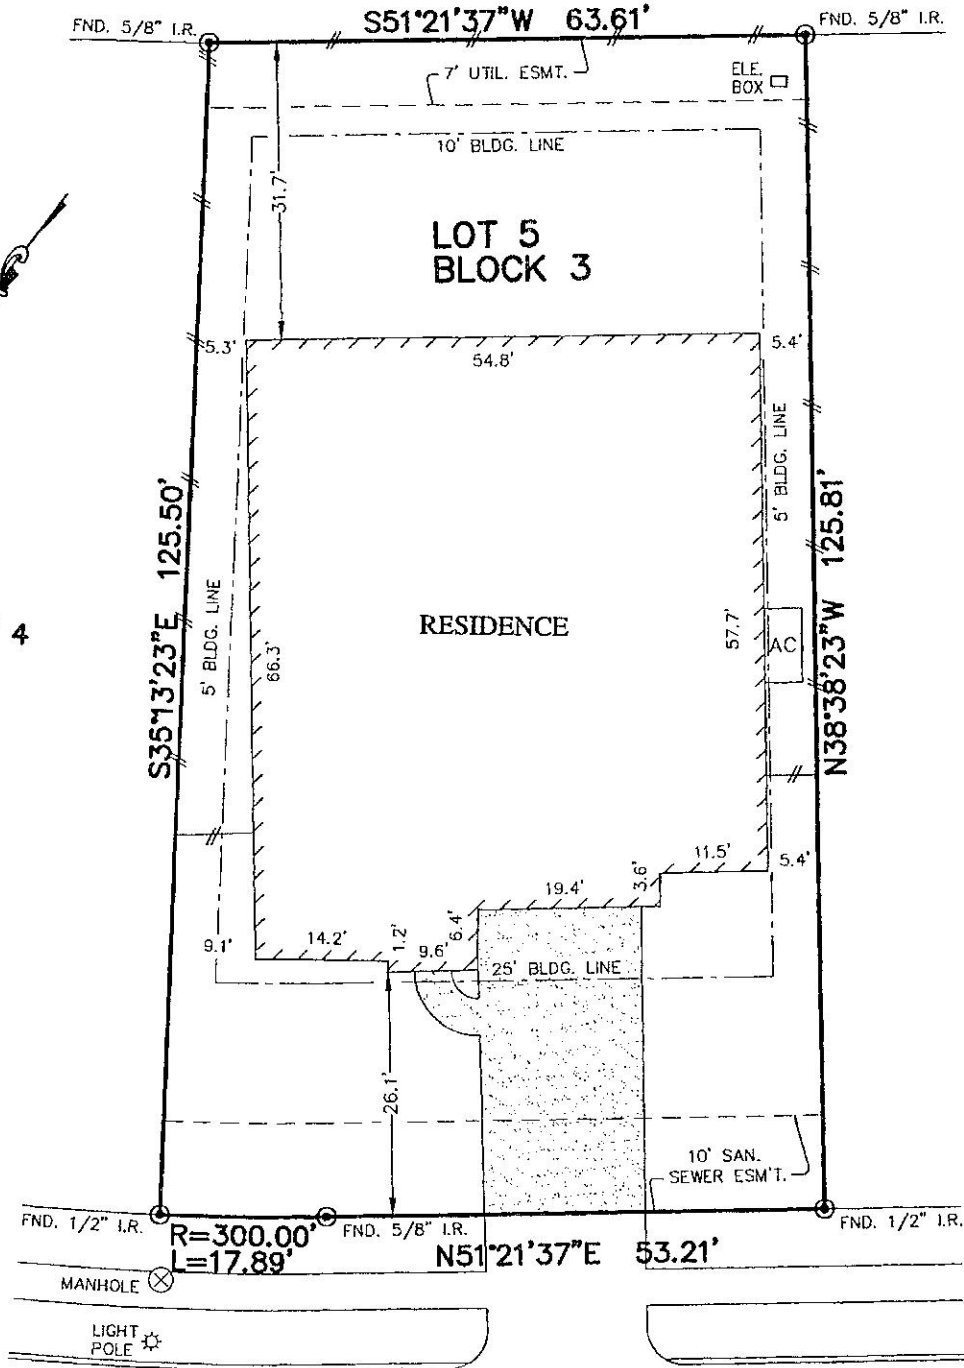 S51°21'37"W 63.61'
FND. 5/8" I.R.
FND. 5/8" I.R.
7' UTIL. ESMT.
ELE.
BOX
10' BLDG. LINE
31.7'
LOT 5
BLOCK 3
5.3'
54.8'
5.4'
5' BLDG. LINE
S35°13'23"E 125.50'
N38°38'23"W 125.81'
5' BLDG. LINE
4
RESIDENCE
66.3'
57.7'
AC
11.5'
5.4'
19.4'
3.6'
9.1'
14.2'
1.2'
9.6'
6.4'
25' BLDG. LINE
26.1'
10' SAN.
SEWER ESM'T.
FND. 1/2" I.R.
R=300.00'
L=17.89'
FND. 5/8" I.R.
N51°21'37"E 53.21'
FND. 1/2" I.R.
MANHOLE
LIGHT
POLE